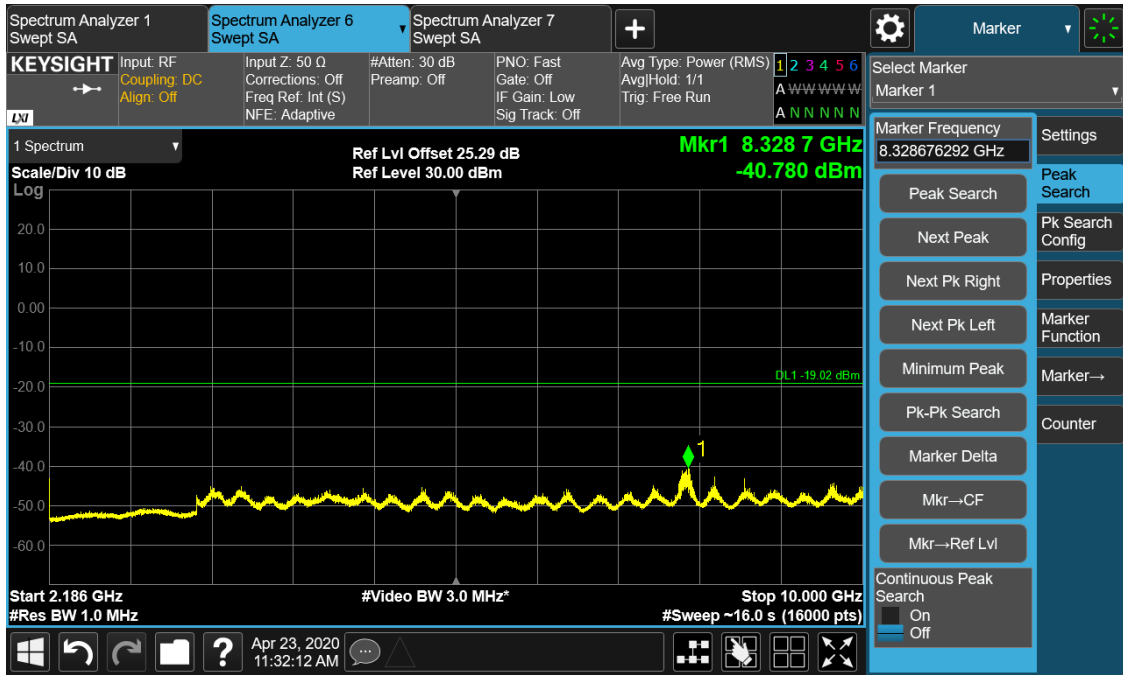 Spectrum Analyzer 1
Swept SA
Spectrum Analyzer 6
Swept SA
Spectrum Analyzer 7
Swept SA
Marker
KEYSIGHT
LXI
Input: RF
Coupling: DC
Align: Off
Input Z: 50 Ω
Corrections: Off
Freq Ref: Int (S)
NFE: Adaptive
#Atten: 30 dB
Preamp: Off
PNO: Fast
Gate: Off
IF Gain: Low
Sig Track: Off
Avg Type: Power (RMS)
Avg|Hold: 1/1
Trig: Free Run
1 2 3 4 5 6
A W W W W W
A N N N N N
Select Marker
Marker 1
1 Spectrum
Scale/Div 10 dB
Log
Ref Lvl Offset 25.29 dB
Ref Level 30.00 dBm
Mkr1 8.328 7 GHz
-40.780 dBm
20.0
10.0
0.00
-10.0
-20.0
-30.0
-40.0
-50.0
-60.0
DL1 -19.02 dBm
1
Start 2.186 GHz
#Res BW 1.0 MHz
#Video BW 3.0 MHz*
Stop 10.000 GHz
#Sweep ~16.0 s (16000 pts)
Marker Frequency
8.328676292 GHz
Peak Search
Next Peak
Next Pk Right
Next Pk Left
Minimum Peak
Pk-Pk Search
Marker Delta
Mkr→CF
Mkr→Ref Lvl
Continuous Peak
Search
On
Off
Settings
Peak
Search
Pk Search
Config
Properties
Marker
Function
Marker→
Counter
?
Apr 23, 2020
11:32:12 AM